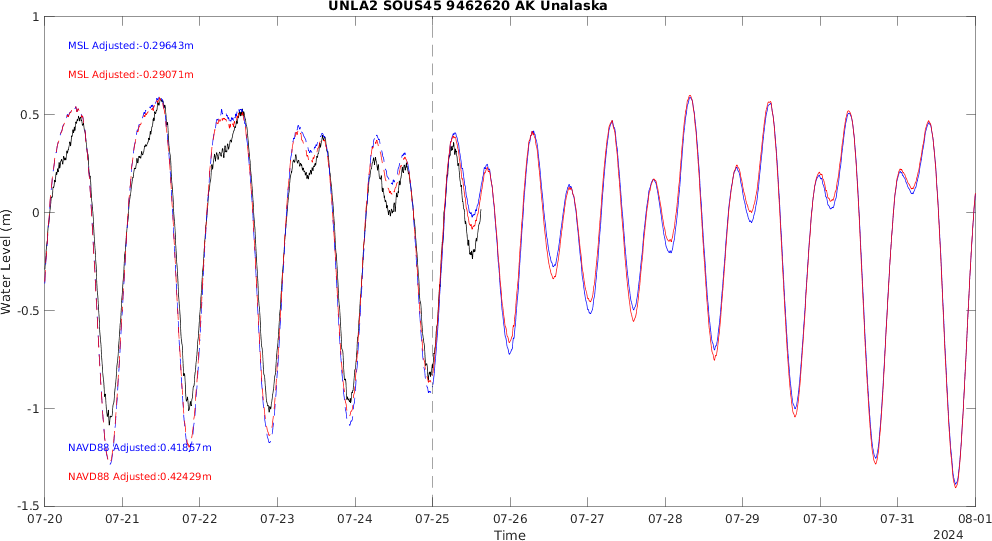 UNLA2 SOUS45 9462620 AK Unalaska
1
MSL Adjusted:-0.29643m
MSL Adjusted:-0.29071m
0.5
0
Water Level (m)
-0.5
-1
NAVD88 Adjusted:0.41857m
NAVD88 Adjusted:0.42429m
-1.5
07-20 07-21 07-22 07-23 07-24 07-25 07-26 07-27 07-28 07-29 07-30 07-31 08-01
Time
2024